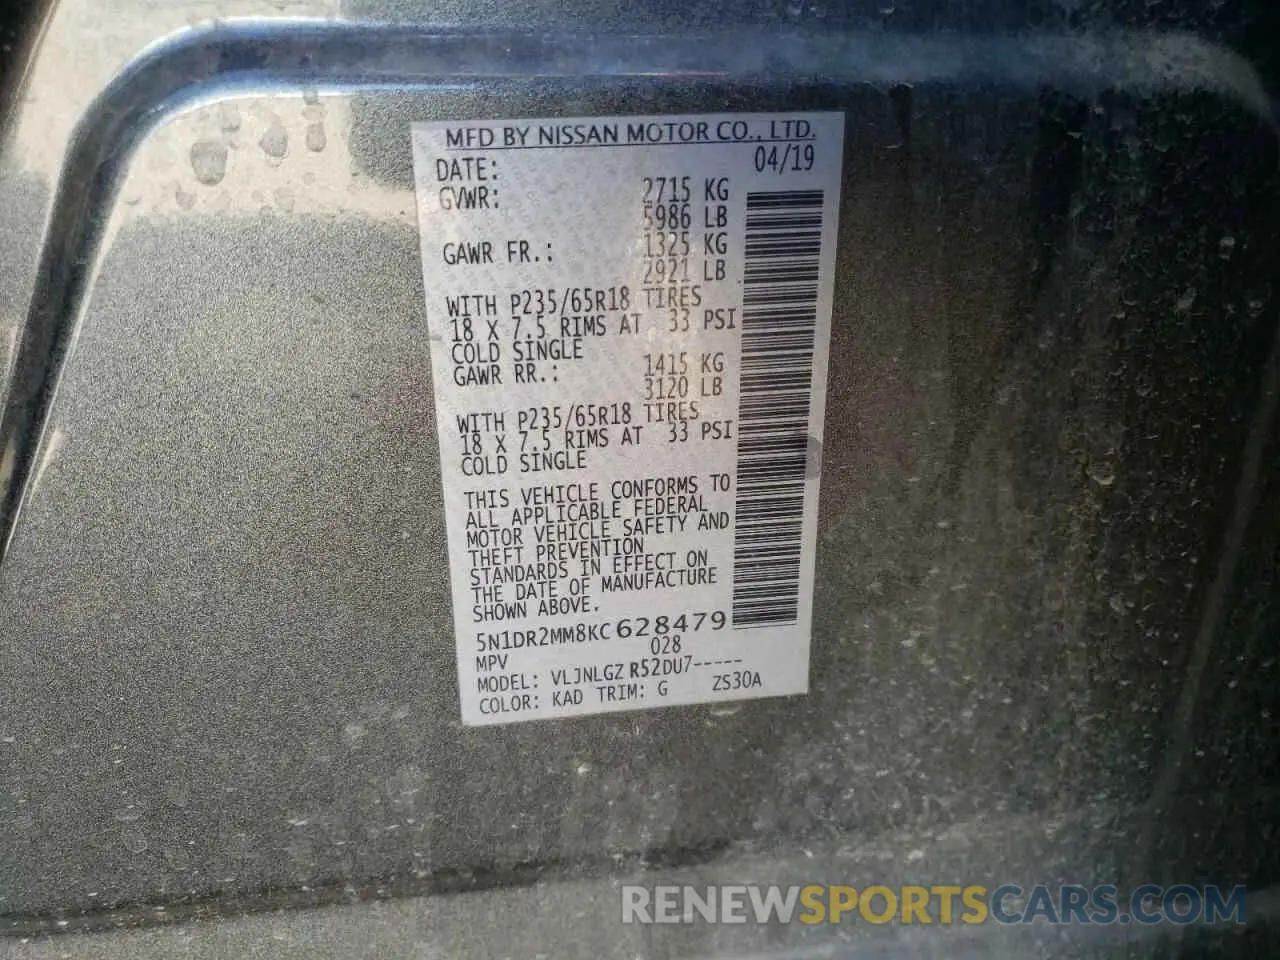 MFD BY NISSAN MOTOR CO., LTD.
DATE: 04/19
GVWR: 2715 KG
5986 LB
GAWR FR.: 1325 KG
2921 LB
WITH P235/65R18 TIRES
18 X 7.5 RIMS AT 33 PSI
COLD SINGLE
GAWR RR.: 1415 KG
3120 LB
WITH P235/65R18 TIRES
18 X 7.5 RIMS AT 33 PSI
COLD SINGLE
THIS VEHICLE CONFORMS TO
ALL APPLICABLE FEDERAL
MOTOR VEHICLE SAFETY AND
THEFT PREVENTION
STANDARDS IN EFFECT ON
THE DATE OF MANUFACTURE
SHOWN ABOVE.
5N1DR2MM8KC628479
MPV 028
MODEL: VLJNLGZ R52DU7-----
COLOR: KAD TRIM: G ZS30A
RENEWSPORTSCARS.COM